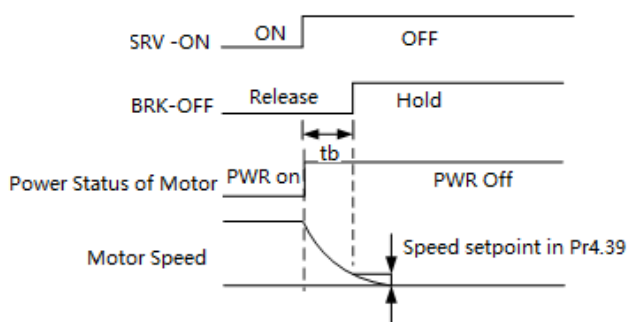 SRV -ON ON OFF
BRK-OFF Release Hold
tb
Power Status of Motor PWR on PWR Off
Motor Speed Speed setpoint in Pr4.39